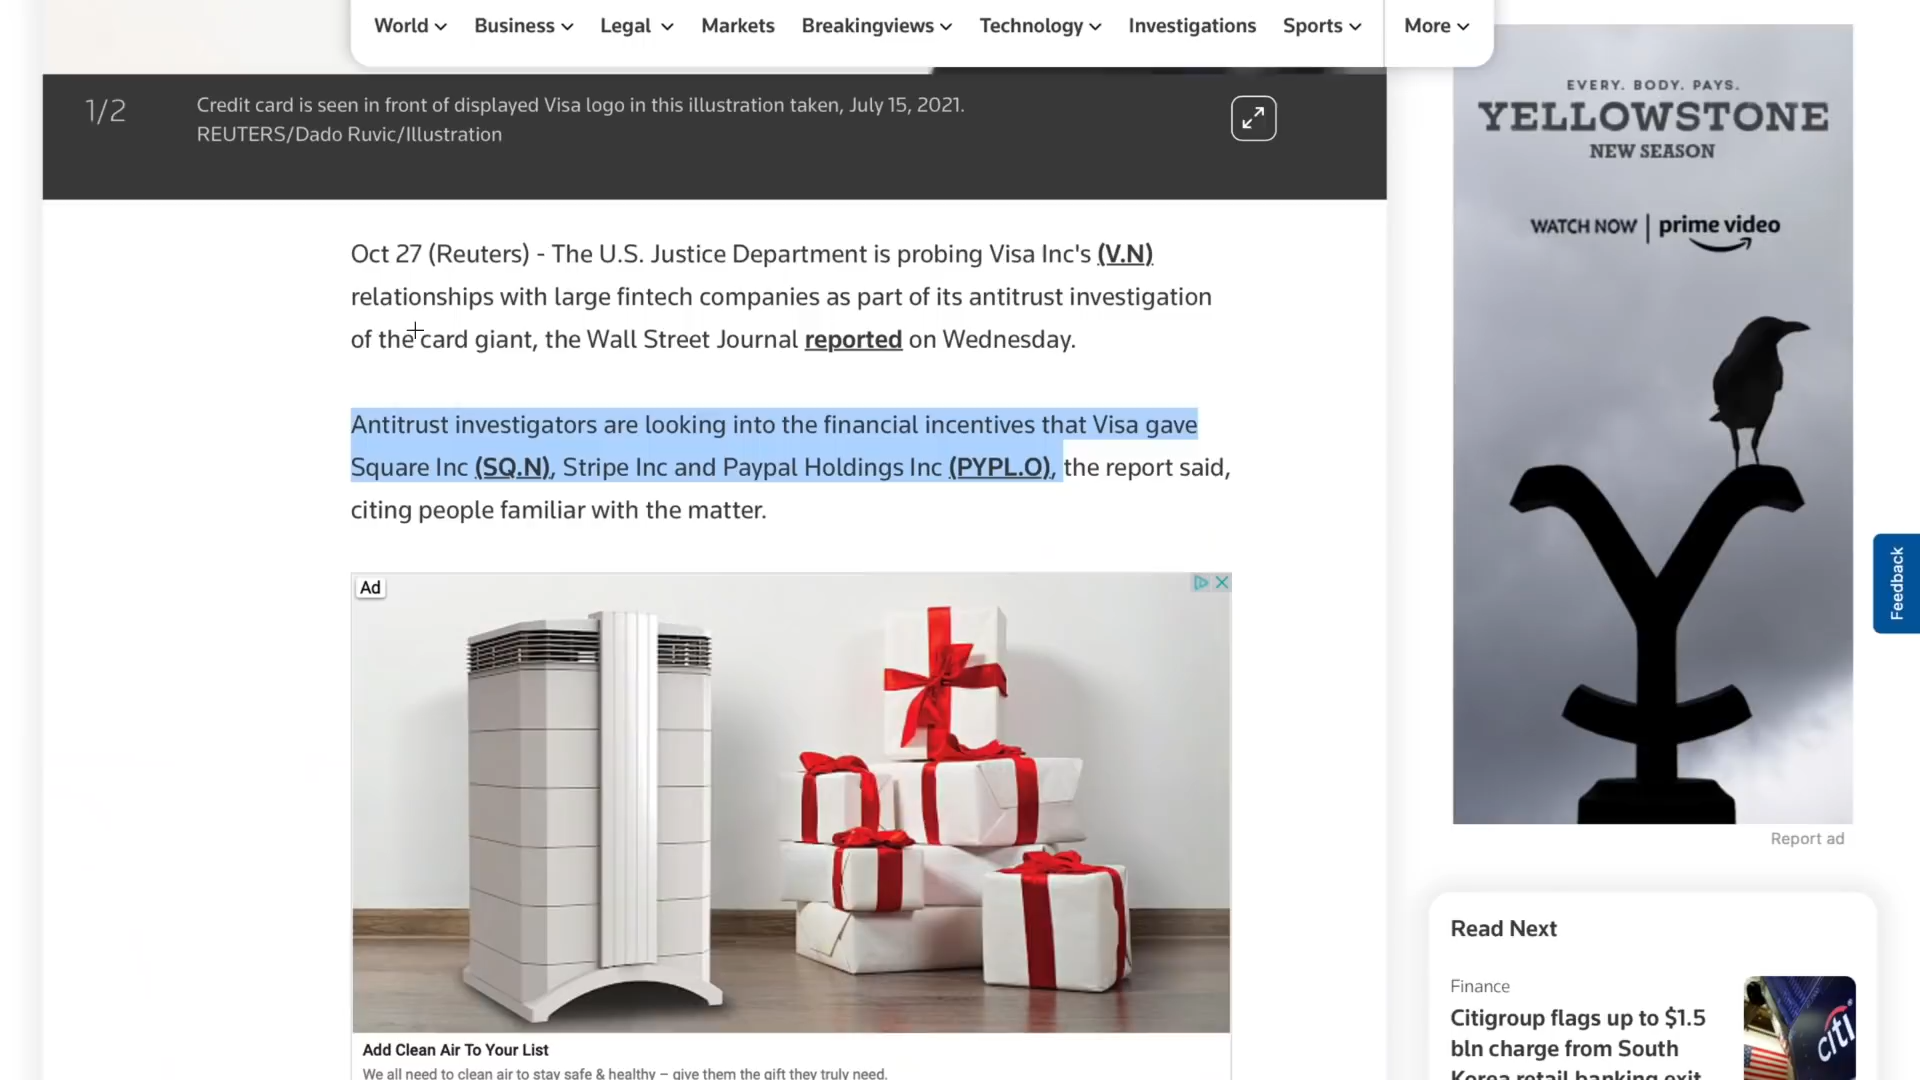 World Business Legal Markets Breakingviews Technology Investigations Sports More
1/2
Credit card is seen in front of displayed Visa logo in this illustration taken, July 15, 2021.
REUTERS/Dado Ruvic/Illustration
Oct 27 (Reuters) - The U.S. Justice Department is probing Visa Inc's (V.N)
relationships with large fintech companies as part of its antitrust investigation
of the card giant, the Wall Street Journal reported on Wednesday.
Antitrust investigators are looking into the financial incentives that Visa gave
Square Inc (SQ.N), Stripe Inc and Paypal Holdings Inc (PYPL.O), the report said,
citing people familiar with the matter.
Ad
Add Clean Air To Your List
We all need to clean air to stay safe & healthy – give them the gift they truly need.
EVERY. BODY. PAYS.
YELLOWSTONE
NEW SEASON
WATCH NOW | prime video
Report ad
Feedback
Read Next
Finance
Citigroup flags up to $1.5
bln charge from South
Korea retail banking exit
citi